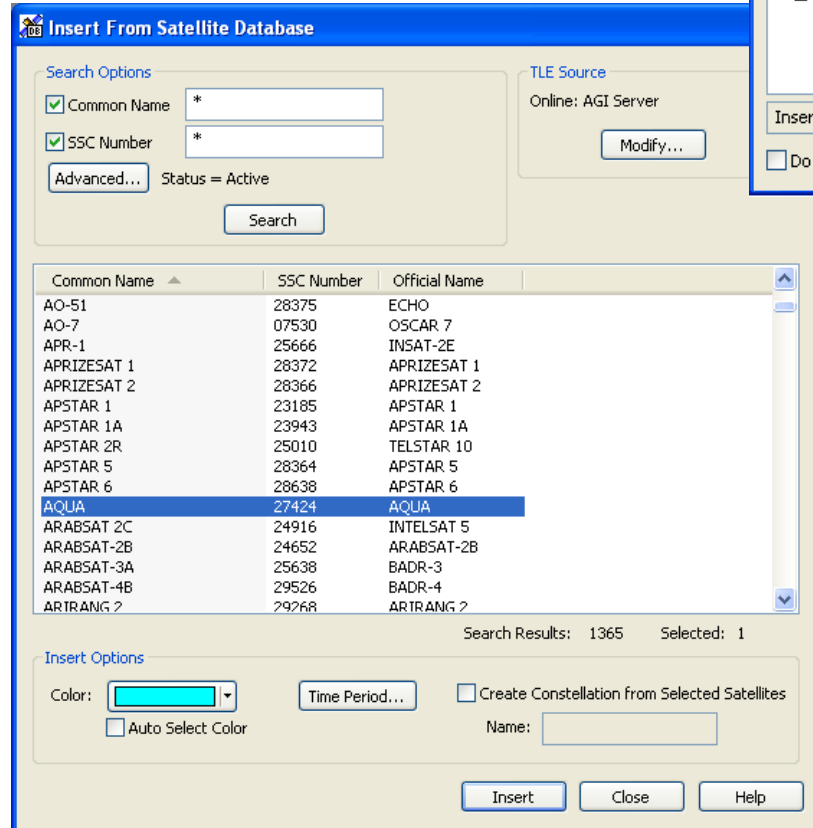 Insert From Satellite Database
Search Options
Common Name *
SSC Number *
Advanced... Status = Active
Search
TLE Source
Online: AGI Server
Modify...
Inser
Do
Common Name SSC Number Official Name
AO-51 28375 ECHO
AO-7 07530 OSCAR 7
APR-1 25666 INSAT-2E
APRIZESAT 1 28372 APRIZESAT 1
APRIZESAT 2 28366 APRIZESAT 2
APSTAR 1 23185 APSTAR 1
APSTAR 1A 23943 APSTAR 1A
APSTAR 2R 25010 TELSTAR 10
APSTAR 5 28364 APSTAR 5
APSTAR 6 28638 APSTAR 6
AQUA 27424 AQUA
ARABSAT 2C 24916 INTELSAT 5
ARABSAT-2B 24652 ARABSAT-2B
ARABSAT-3A 25638 BADR-3
ARABSAT-4B 29526 BADR-4
ARIRANG 2 29268 ARIRANG 2
Search Results: 1365 Selected: 1
Insert Options
Color:
Auto Select Color
Time Period...
Create Constellation from Selected Satellites
Name:
Insert Close Help